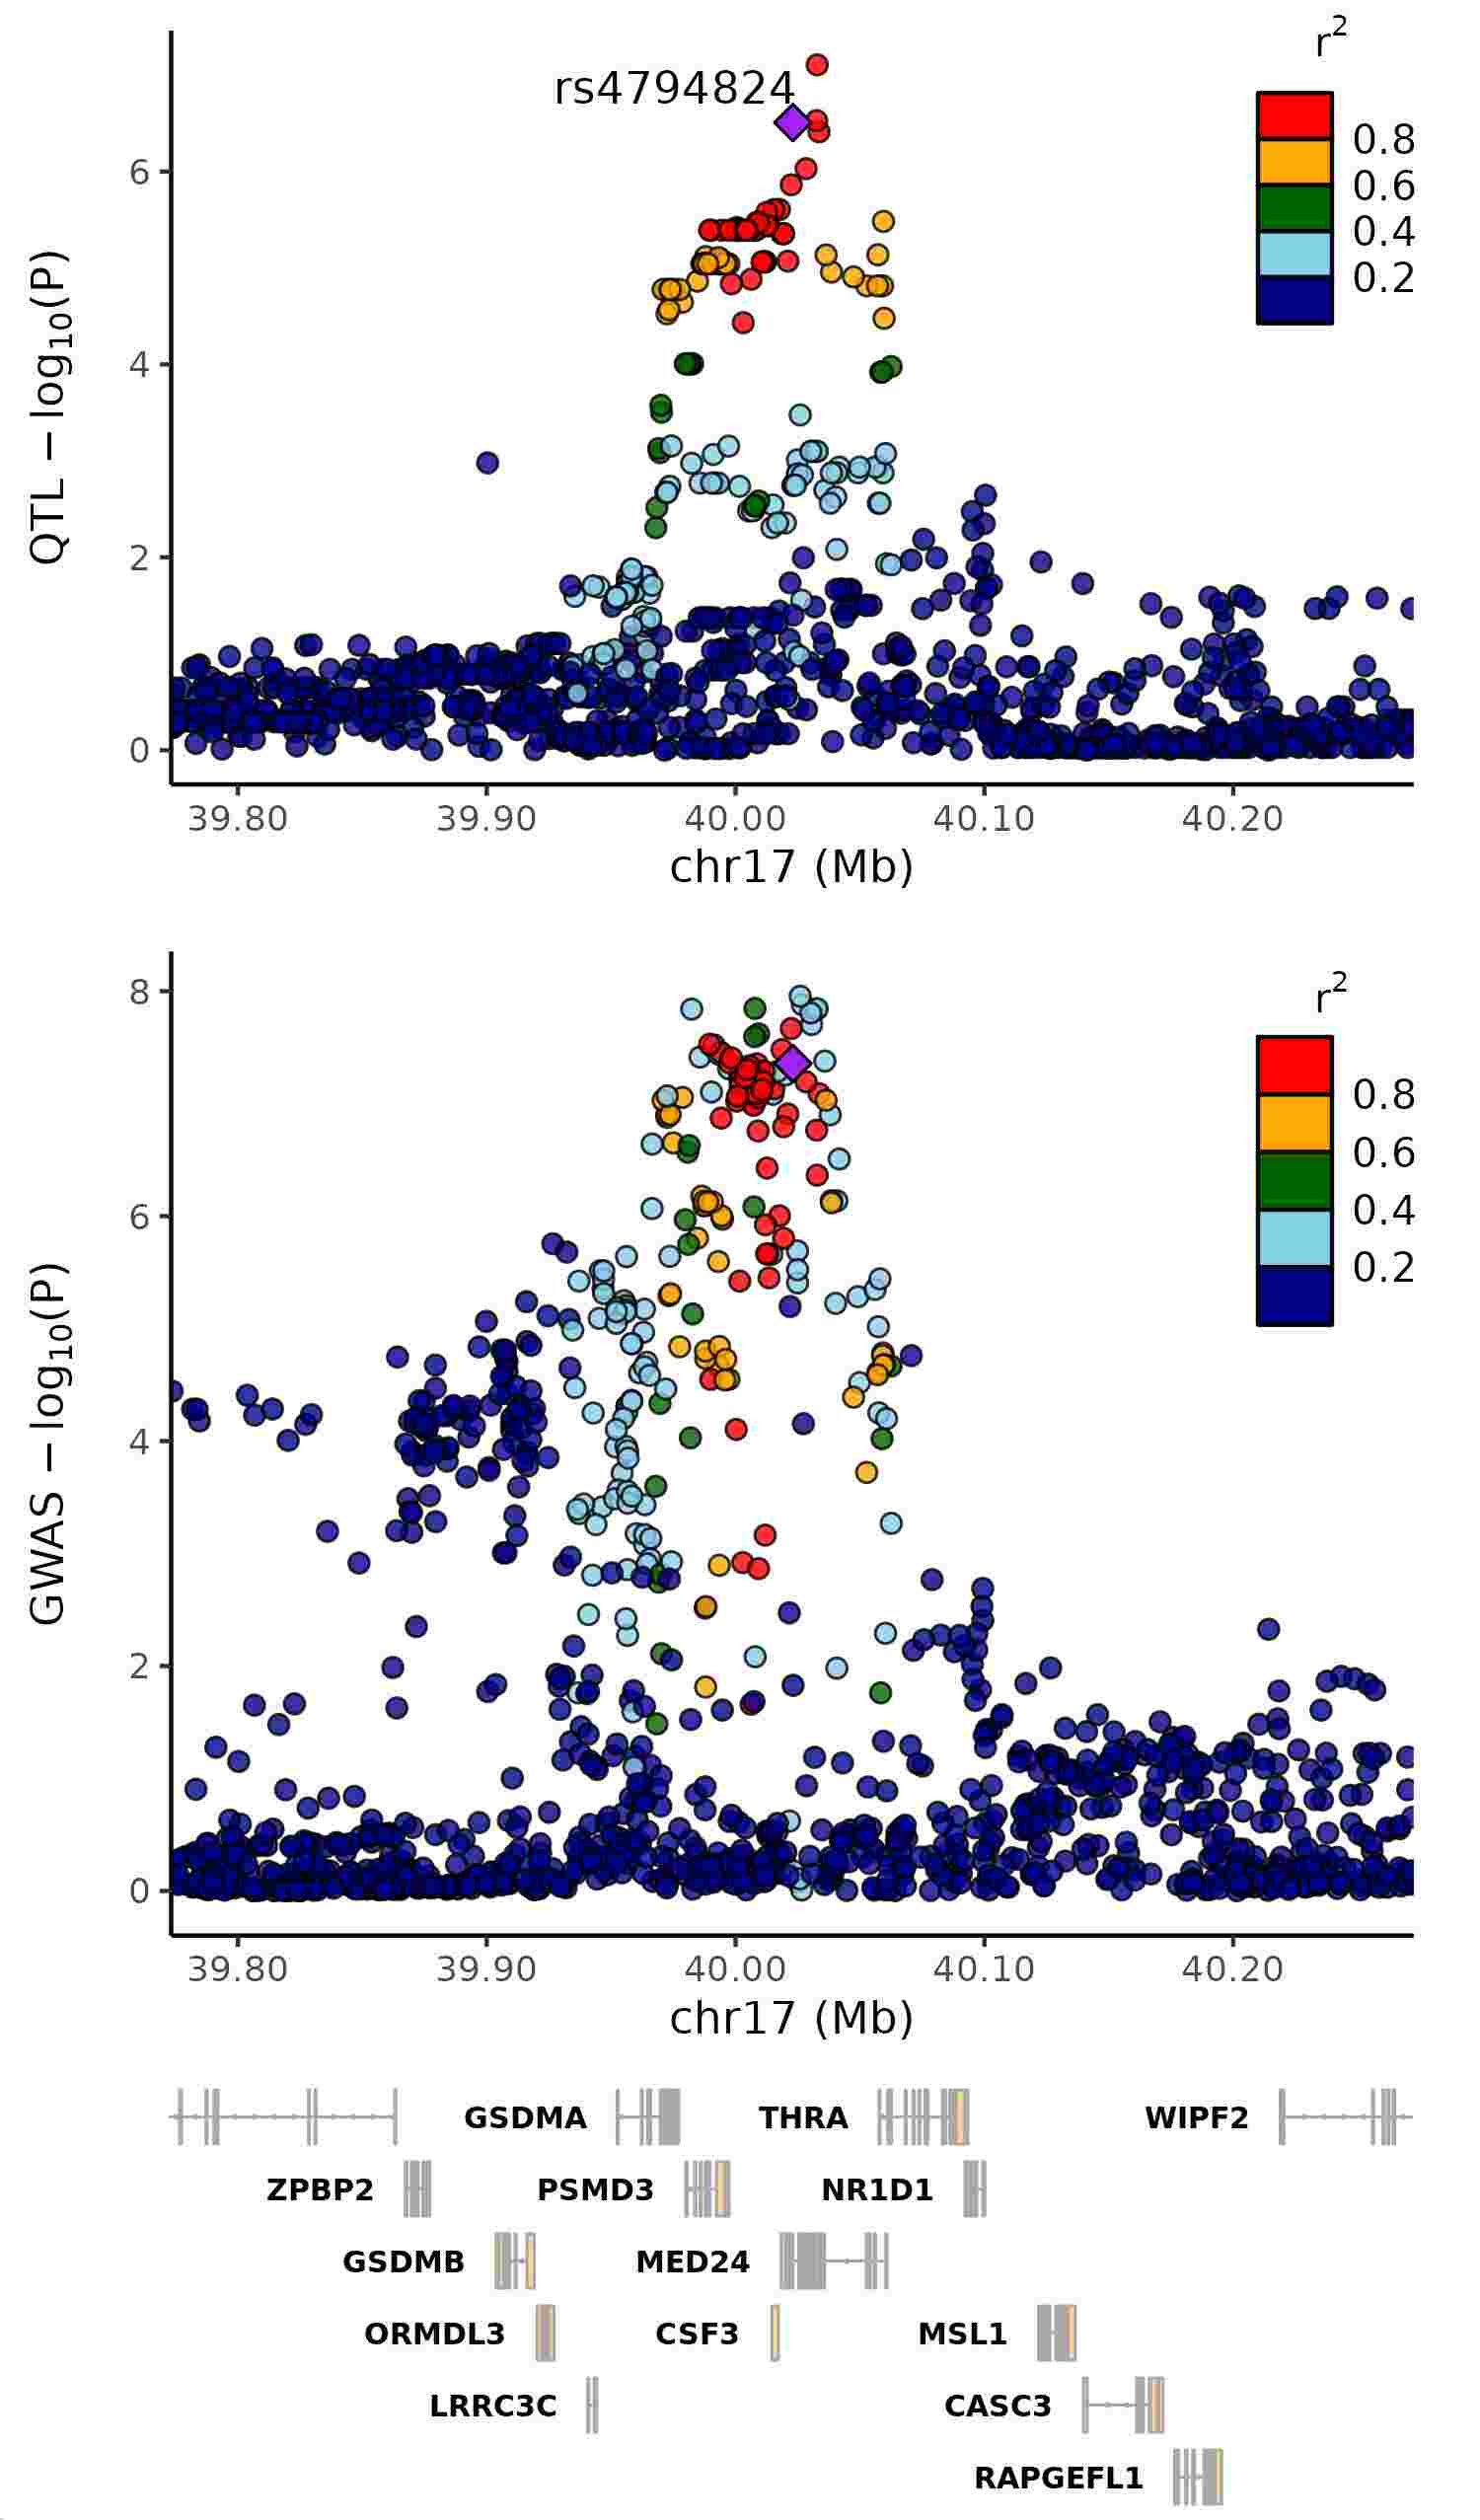 r²
rs4794824
0.8
0.6
0.4
0.2
6
4
2
0
QTL −log₁₀(P)
39.80 39.90 40.00 40.10 40.20
chr17 (Mb)
r²
0.8
0.6
0.4
0.2
8
6
4
2
0
GWAS −log₁₀(P)
39.80 39.90 40.00 40.10 40.20
chr17 (Mb)
GSDMA THRA WIPF2
ZPBP2 PSMD3 NR1D1
GSDMB MED24
ORMDL3 CSF3 MSL1
LRRC3C CASC3
RAPGEFL1